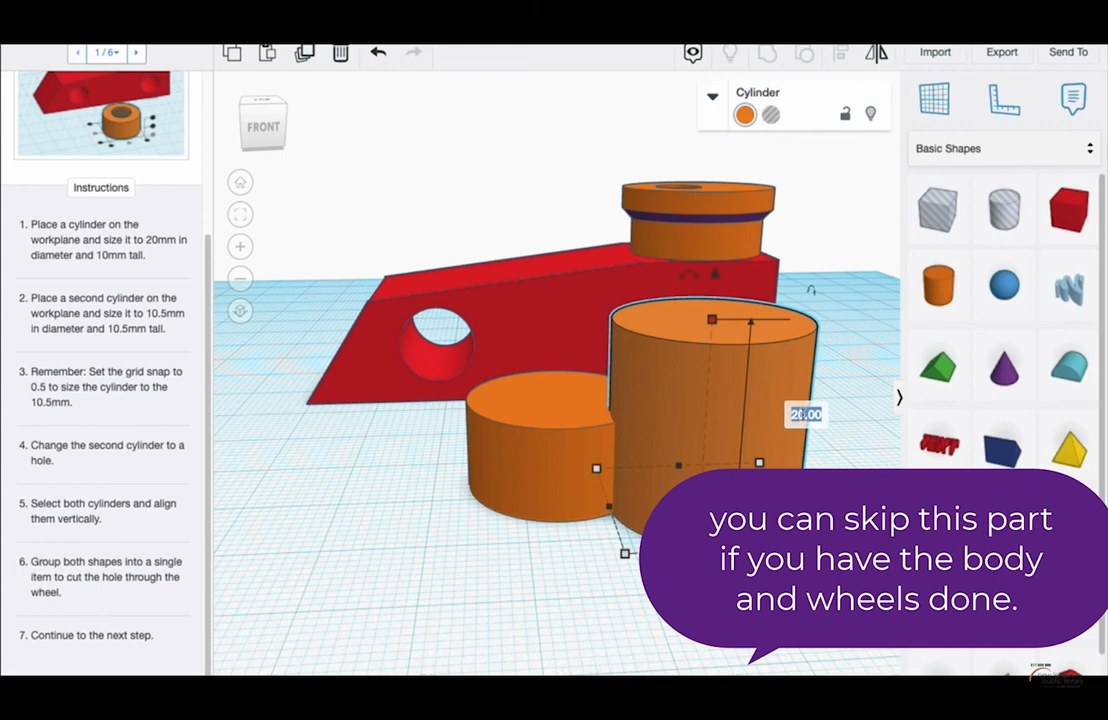 1/6
Import
Export
Send To
Cylinder
FRONT
Basic Shapes
Instructions
1. Place a cylinder on the
workplane and size it to 20mm in
diameter and 10mm tall.
2. Place a second cylinder on the
workplane and size it to 10.5mm
in diameter and 10.5mm tall.
3. Remember: Set the grid snap to
0.5 to size the cylinder to the
10.5mm.
4. Change the second cylinder to a
hole.
5. Select both cylinders and align
them vertically.
6. Group both shapes into a single
item to cut the hole through the
wheel.
7. Continue to the next step.
20.00
TEXT
you can skip this part
if you have the body
and wheels done.
public library